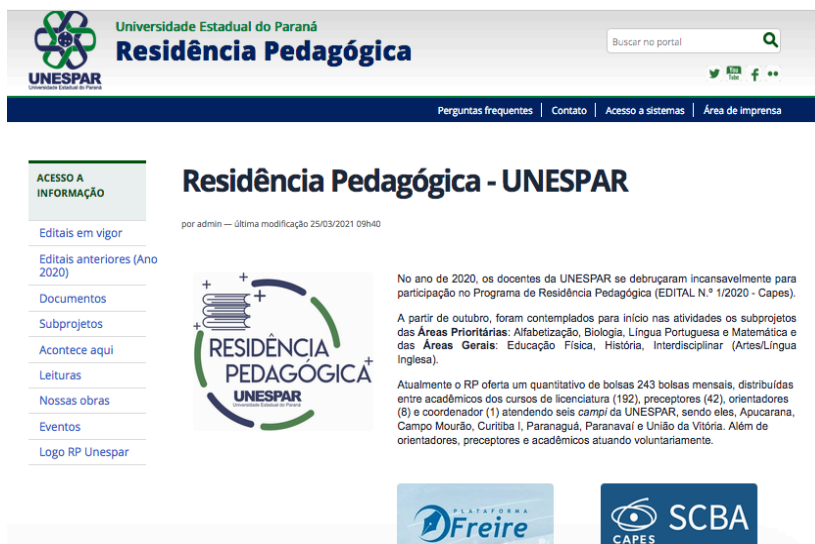 Universidade Estadual do Paraná
Residência Pedagógica
UNESPAR
Universidade Estadual do Paraná
Buscar no portal
You
Tube
Perguntas frequentes
Contato
Acesso a sistemas
Área de imprensa
ACESSO A
INFORMAÇÃO
Editais em vigor
Editais anteriores (Ano
2020)
Documentos
Subprojetos
Acontece aqui
Leituras
Nossas obras
Eventos
Logo RP Unespar
Residência Pedagógica - UNESPAR
por admin — última modificação 25/03/2021 09h40
RESIDÊNCIA
PEDAGÓGICA
UNESPAR
Universidade Estadual do Paraná
No ano de 2020, os docentes da UNESPAR se debruçaram incansavelmente para
participação no Programa de Residência Pedagógica (EDITAL N.º 1/2020 - Capes).
A partir de outubro, foram contemplados para início nas atividades os subprojetos
das Áreas Prioritárias: Alfabetização, Biologia, Língua Portuguesa e Matemática e
das Áreas Gerais: Educação Física, História, Interdisciplinar (Artes/Língua
Inglesa).
Atualmente o RP oferta um quantitativo de bolsas 243 bolsas mensais, distribuídas
entre acadêmicos dos cursos de licenciatura (192), preceptores (42), orientadores
(8) e coordenador (1) atendendo seis campi da UNESPAR, sendo eles, Apucarana,
Campo Mourão, Curitiba I, Paranaguá, Paranavaí e União da Vitória. Além de
orientadores, preceptores e acadêmicos atuando voluntariamente.
PLATAFORMA
Freire
CAPES
SCBA